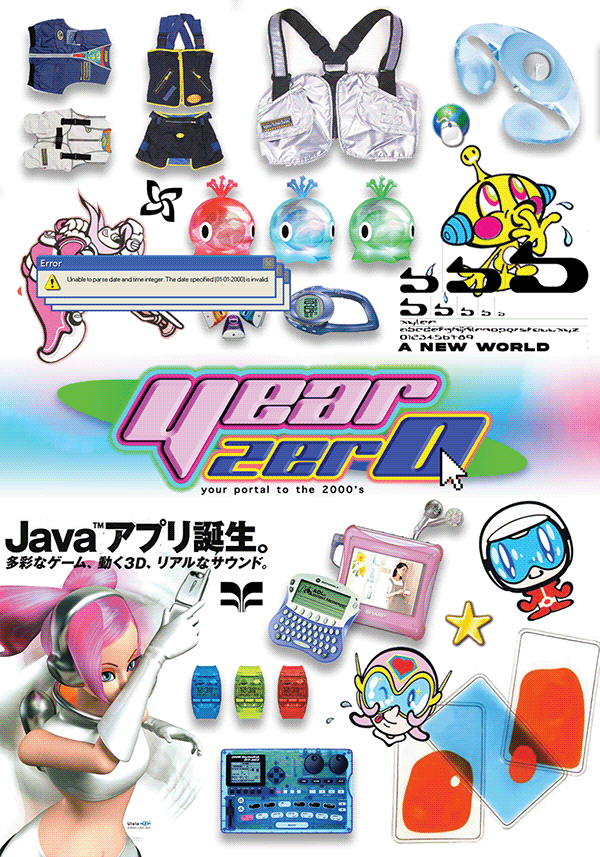 Error
Unable to parse date and time integer. The date specified (01-01-2000) is invalid.
abcdefghijklmnopqrstuvwxyz
0123456789
A NEW WORLD
year
zer0
your portal to the 2000's
Java™アプリ誕生。
多彩なゲーム、動く3D、リアルなサウンド。
SHARP
Ulala